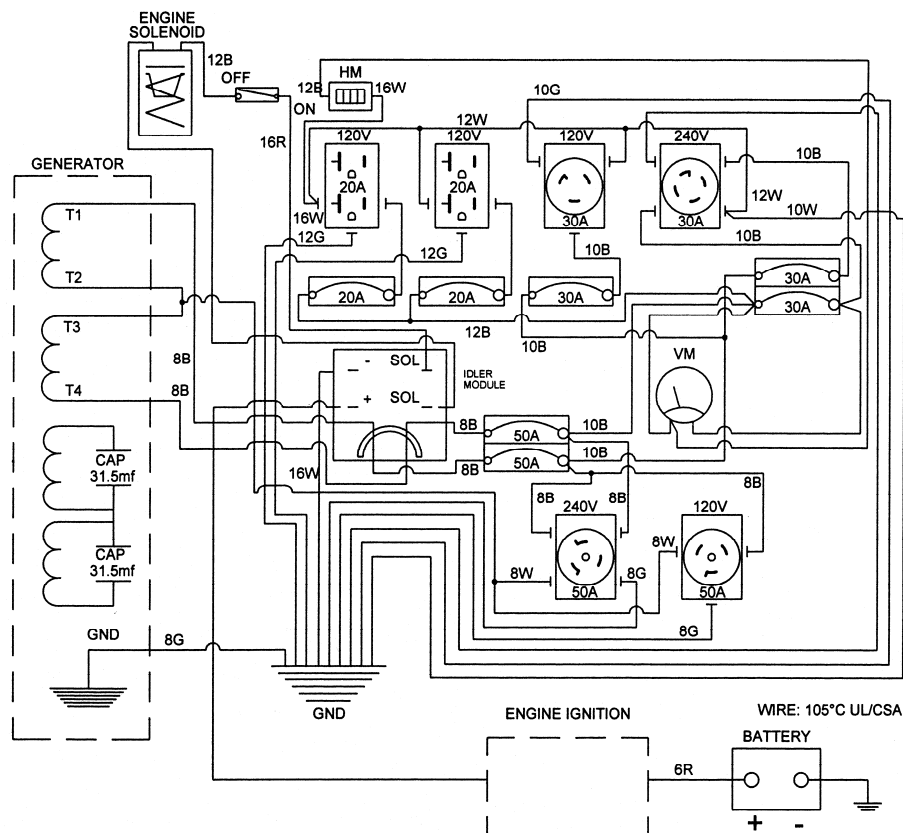 ENGINE
SOLENOID
12B
OFF
ON
12B
HM
16W
16R
12W
10G
120V
120V
120V
240V
10B
20A
20A
30A
30A
12W
10W
16W
12G
12G
10B
10B
GENERATOR
T1
T2
T3
T4
20A
20A
30A
30A
30A
12B
10B
8B
8B
- SOL
+ SOL
IDLER
MODULE
VM
8B
50A
10B
50A
10B
8B
16W
CAP
31.5mf
CAP
31.5mf
8B
240V
8B
120V
8B
8W
50A
8G
8W
50A
8G
GND
8G
GND
ENGINE IGNITION
WIRE: 105°C UL/CSA
BATTERY
6R
+ -